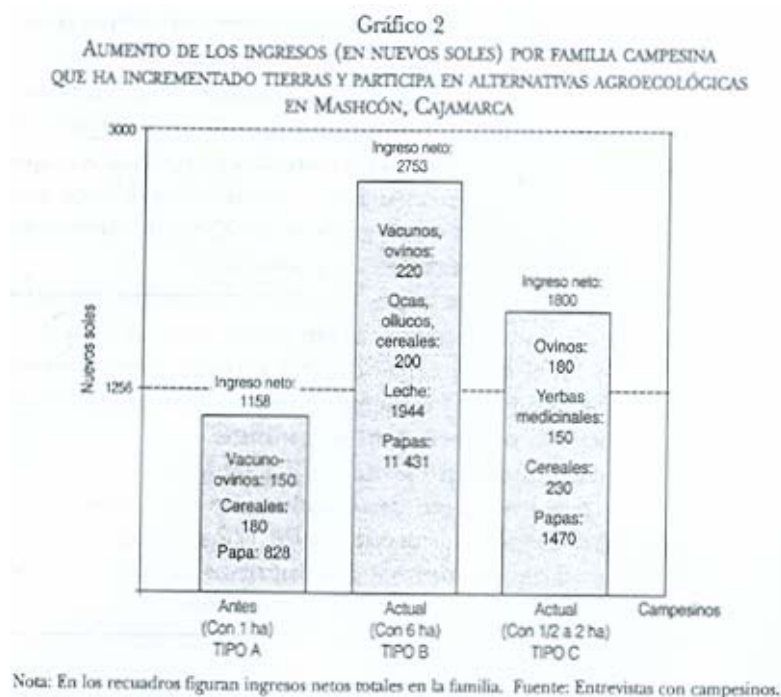 Gráfico 2
AUMENTO DE LOS INGRESOS (EN NUEVOS SOLES) POR FAMILIA CAMPESINA
QUE HA INCREMENTADO TIERRAS Y PARTICIPA EN ALTERNATIVAS AGROECOLÓGICAS
EN MASHCÓN, CAJAMARCA
3000
Nuevos soles
1256
Ingreso neto:
1158
Vacuno-
ovinos: 150
Cereales:
180
Papa: 828
Ingreso neto:
2753
Vacunos,
ovinos:
220
Ocas,
ollucos,
cereales:
200
Leche:
1944
Papas:
11 431
Ingreso neto:
1800
Ovinos:
180
Yerbas
medicinales:
150
Cereales:
230
Papas:
1470
Antes
(Con 1 ha)
TIPO A
Actual
(Con 6 ha)
TIPO B
Actual
(Con 1/2 a 2 ha)
TIPO C
Campesinos
Nota: En los recuadros figuran ingresos netos totales en la familia. Fuente: Entrevistas con campesinos